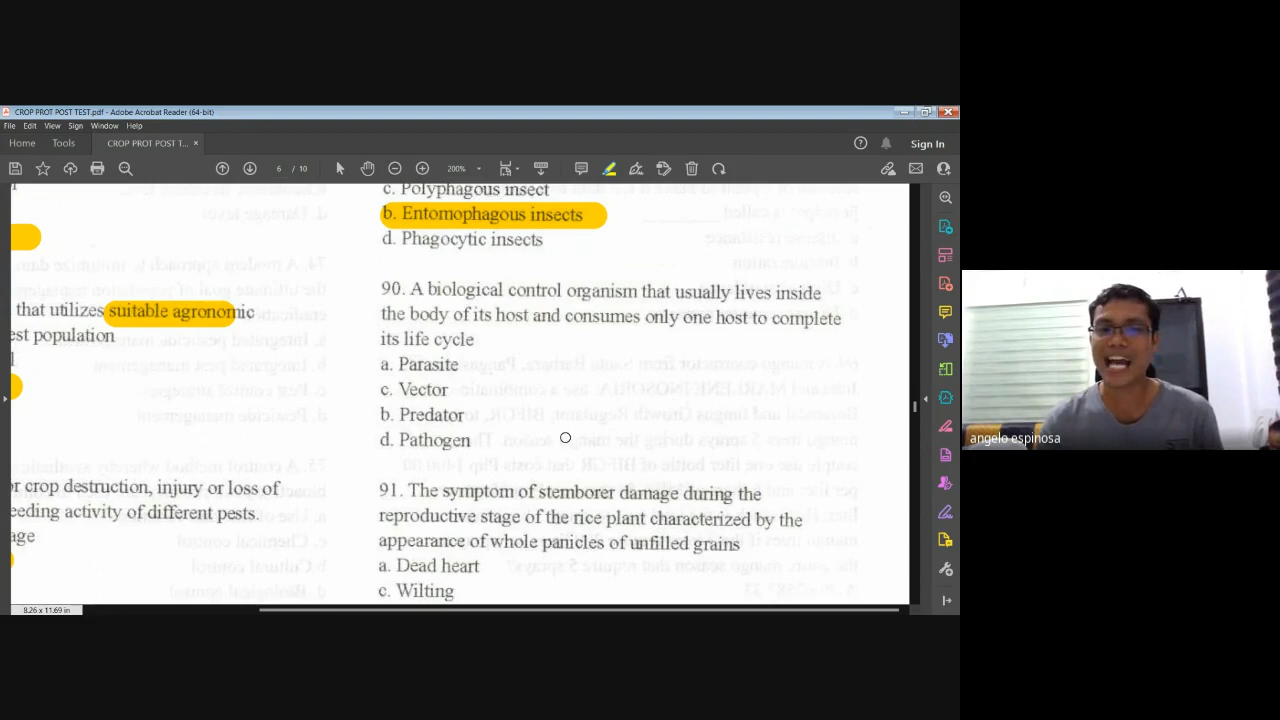 CROP PROT POST TEST.pdf - Adobe Acrobat Reader (64-bit)
File Edit View Sign Window Help
Home Tools CROP PROT POST T... ×
Sign In
6 / 10
200%
c. Polyphagous insect
b. Entomophagous insects
d. Phagocytic insects
that utilizes suitable agronomic
est population
90. A biological control organism that usually lives inside
the body of its host and consumes only one host to complete
its life cycle
a. Parasite
c. Vector
b. Predator
d. Pathogen
or crop destruction, injury or loss of
eeding activity of different pests.
age
91. The symptom of stemborer damage during the
reproductive stage of the rice plant characterized by the
appearance of whole panicles of unfilled grains
a. Dead heart
c. Wilting
8.26 x 11.69 in
angelo espinosa